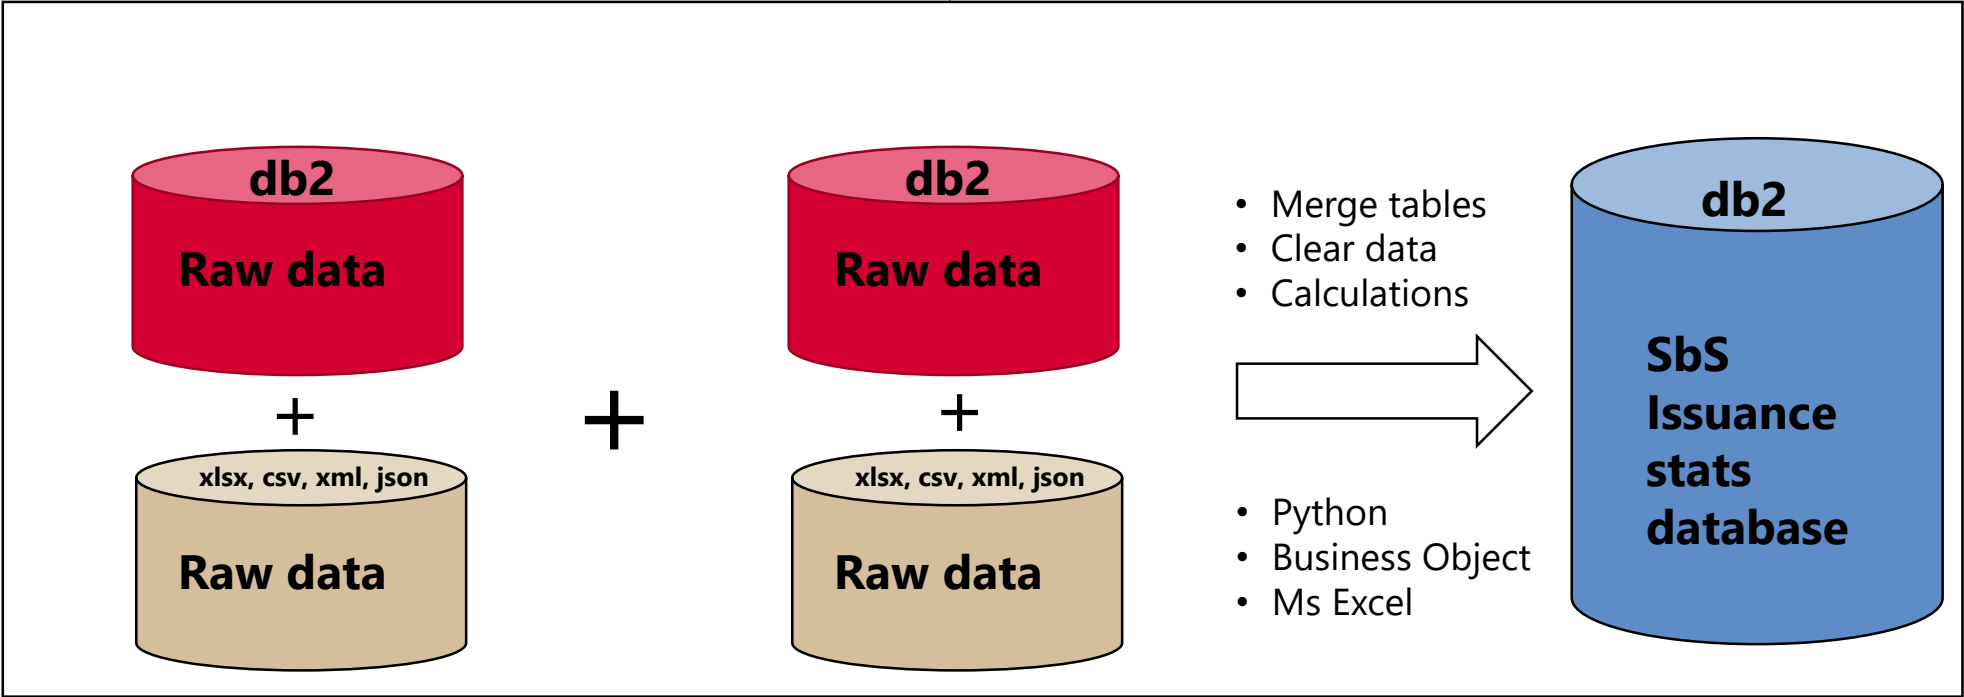 db2
Raw data
+
xlsx, csv, xml, json
Raw data
+
db2
Raw data
+
xlsx, csv, xml, json
Raw data
• Merge tables
• Clear data
• Calculations
• Python
• Business Object
• Ms Excel
db2
SbS
Issuance
stats
database